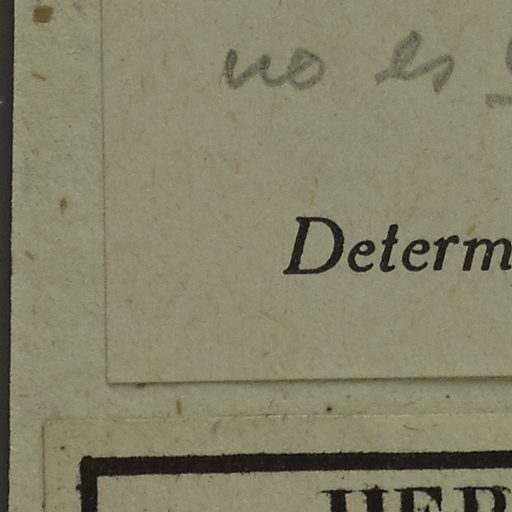 no es
Determ
HER